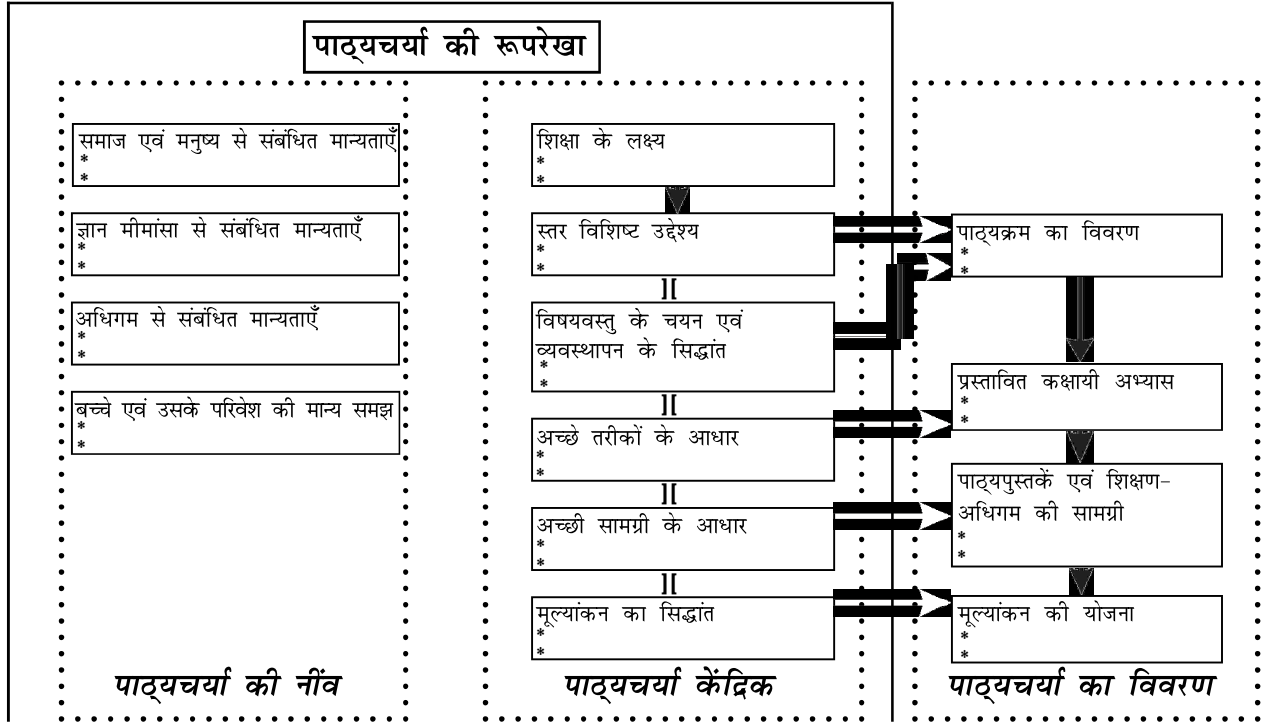 पाठ्यचर्या की रूपरेखा
समाज एवं मनुष्य से संबंधित मान्यताएँ
*
*
ज्ञान मीमांसा से संबंधित मान्यताएँ
*
*
अधिगम से संबंधित मान्यताएँ
*
*
बच्चे एवं उसके परिवेश की मान्य समझ
*
*
पाठ्यचर्या की नींव
शिक्षा के लक्ष्य
*
*
स्तर विशिष्ट उद्देश्य
*
*
][
विषयवस्तु के चयन एवं
व्यवस्थापन के सिद्धांत
*
*
][
अच्छे तरीकों के आधार
*
*
][
अच्छी सामग्री के आधार
*
*
][
मूल्यांकन का सिद्धांत
*
*
पाठ्यचर्या केंद्रिक
पाठ्यक्रम का विवरण
*
*
प्रस्तावित कक्षायी अभ्यास
*
*
पाठ्यपुस्तकें एवं शिक्षण-
अधिगम की सामग्री
*
*
मूल्यांकन की योजना
*
*
पाठ्यचर्या का विवरण